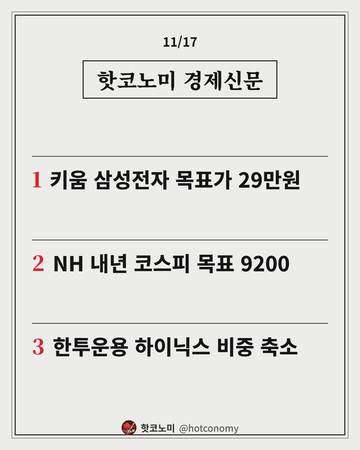 11/17
핫코노미 경제신문
1 키움 삼성전자 목표가 29만원
2 NH 내년 코스피 목표 9200
3 한투운용 하이닉스 비중 축소
핫코노미 @hotconomy